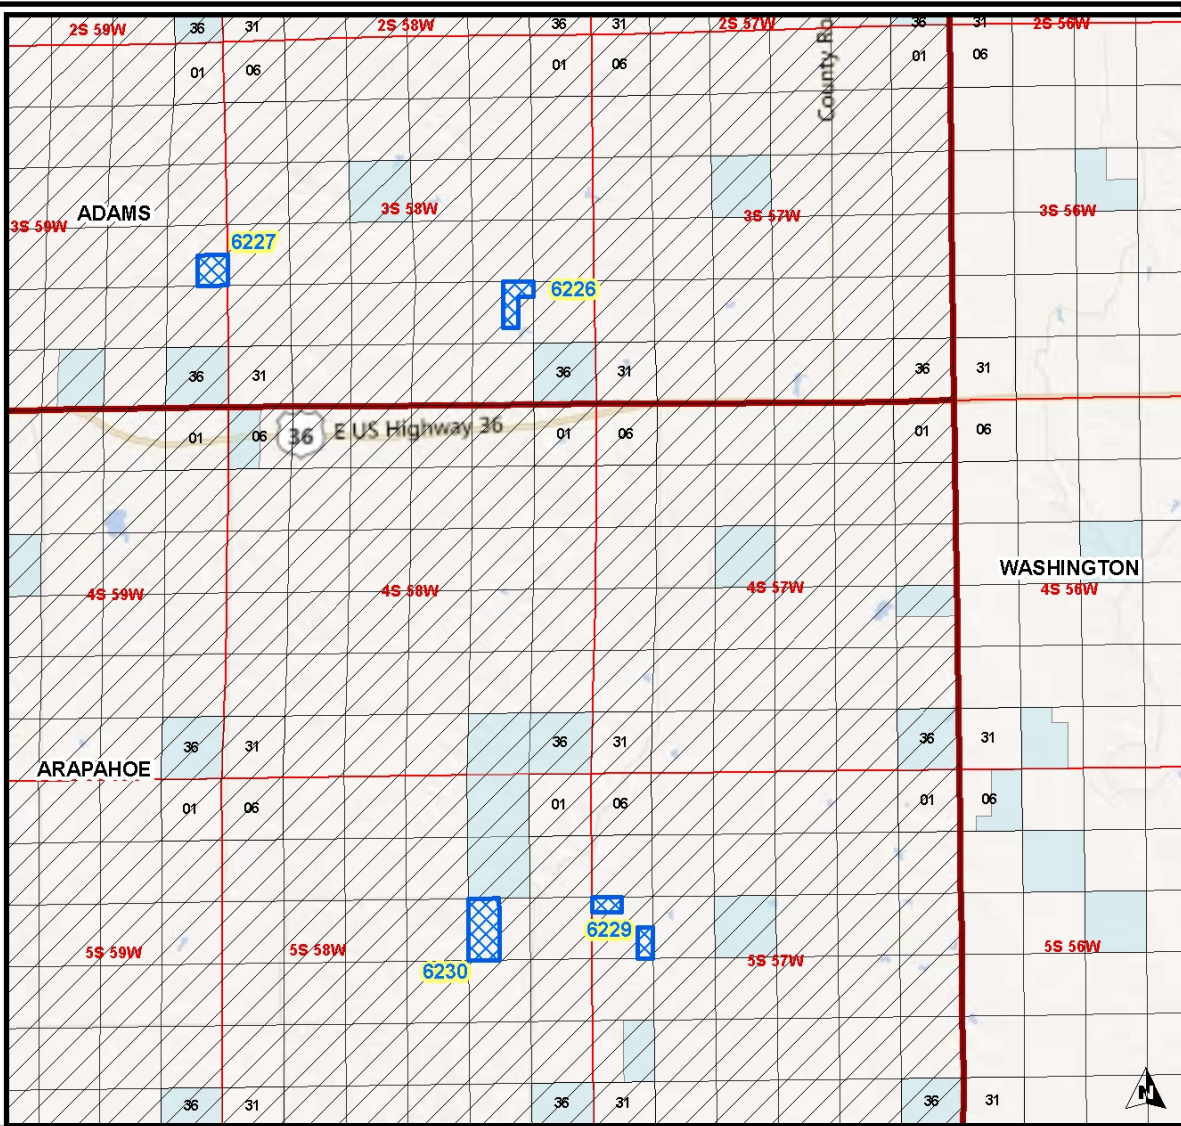 2S 59W 36 31 2S 58W 36 31 2S 57W 36 31 2S 56W
01 06 01 06 County Ro 01 06
ADAMS
3S 59W 3S 58W 3S 57W 3S 56W
6227
6226
36 31 36 31 36 31
01 06 36 E US Highway 36 01 06 01 06
WASHINGTON
4S 59W 4S 58W 4S 57W 4S 56W
36 31 36 31 36 31
ARAPAHOE
01 06 01 06 01 06
6229
5S 59W 5S 58W 5S 57W 5S 56W
6230
36 31 36 31 36 31
N